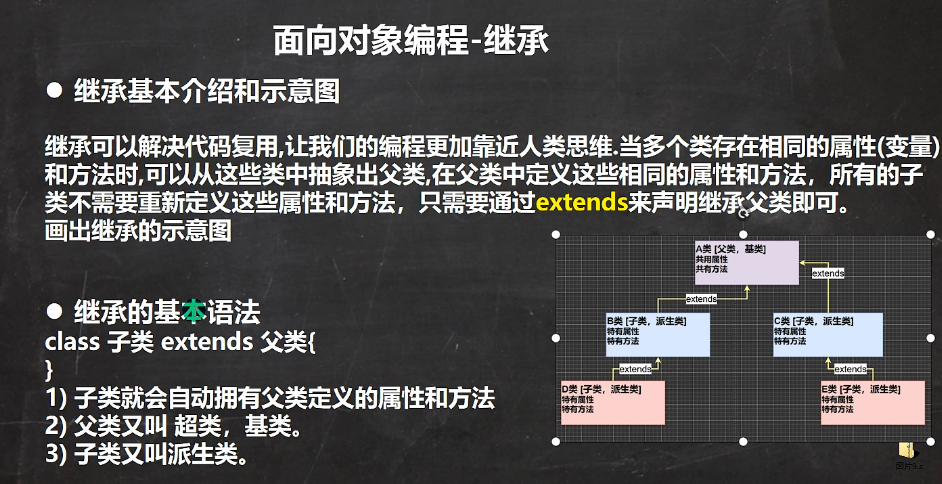 面向对象编程-继承
● 继承基本介绍和示意图
继承可以解决代码复用,让我们的编程更加靠近人类思维.当多个类存在相同的属性(变量)
和方法时,可以从这些类中抽象出父类,在父类中定义这些相同的属性和方法，所有的子
类不需要重新定义这些属性和方法，只需要通过extends来声明继承父类即可。
画出继承的示意图
● 继承的基本语法
class 子类 extends 父类{
}
1) 子类就会自动拥有父类定义的属性和方法
2) 父类又叫 超类，基类。
3) 子类又叫派生类。
A类 [父类，基类]
共用属性
共有方法
extends
extends
B类 [子类，派生类]
特有属性
特有方法
C类 [子类，派生类]
特有属性
特有方法
extends
extends
D类 [子类，派生类]
特有属性
特有方法
E类 [子类，派生类]
特有属性
特有方法